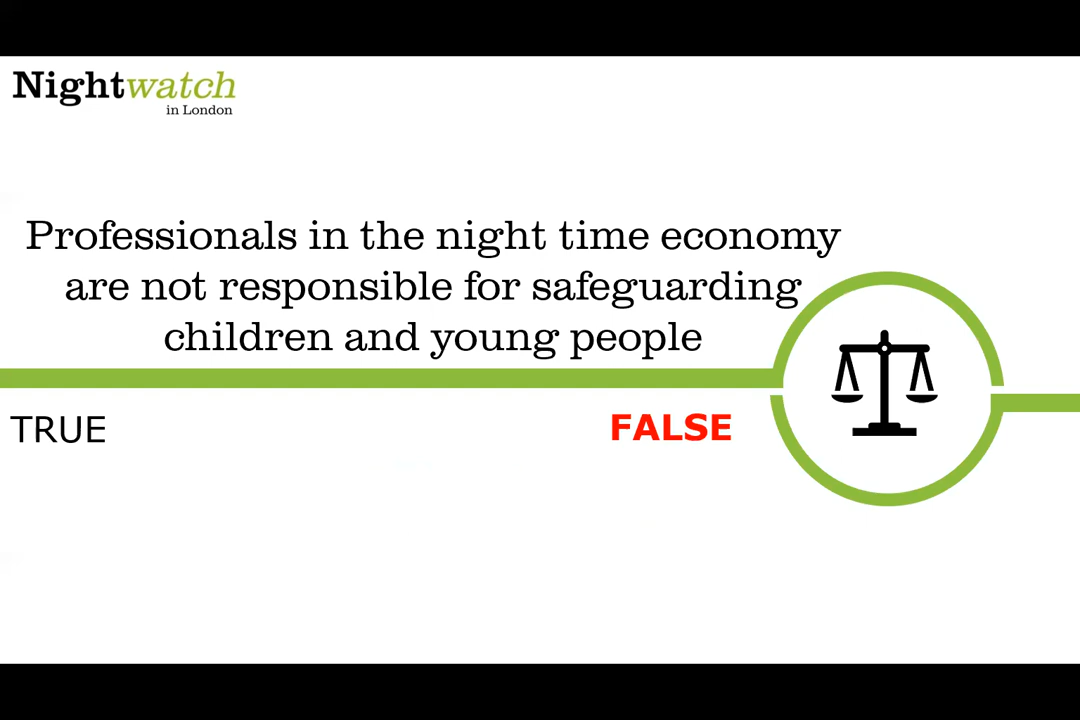 Nightwatch
in London
Professionals in the night time economy
are not responsible for safeguarding
children and young people
TRUE
FALSE